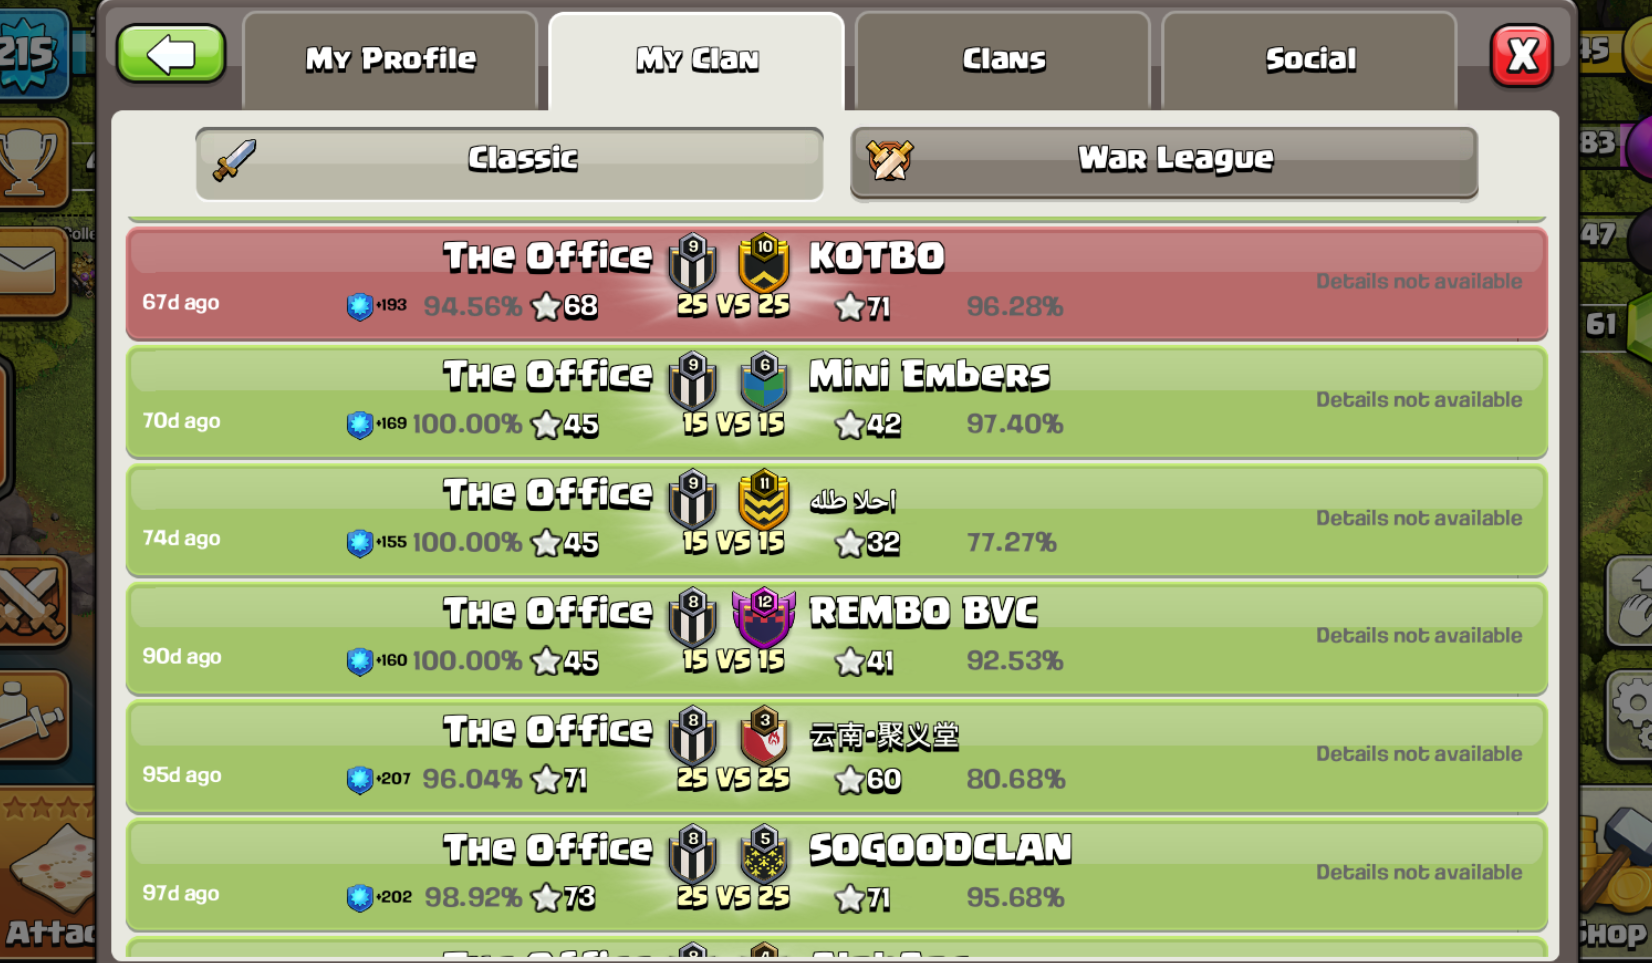 215
My Profile
My Clan
Clans
Social
X
Classic
War League
The Office 9 10 KOTBO
Details not available
67d ago +193 94.56% 68 25 VS 25 71 96.28%
The Office 9 6 Mini Embers
Details not available
70d ago +169 100.00% 45 15 VS 15 42 97.40%
The Office 9 11 احلا طله
Details not available
74d ago +155 100.00% 45 15 VS 15 32 77.27%
The Office 8 12 REMBO BVC
Details not available
90d ago +160 100.00% 45 15 VS 15 41 92.53%
The Office 8 3 云南•聚义堂
Details not available
95d ago +207 96.04% 71 25 VS 25 60 80.68%
The Office 8 5 SOGOODCLAN
Details not available
97d ago +202 98.92% 73 25 VS 25 71 95.68%
The Office
45
83
47
61
Colle
Attac
Shop